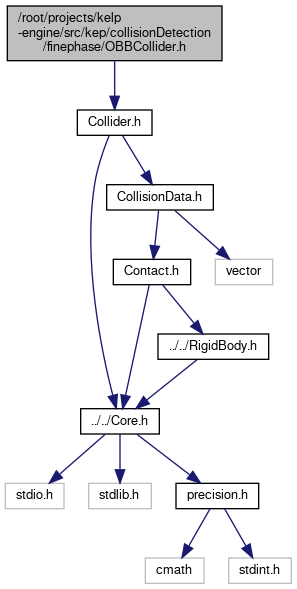 /root/projects/kelp
-engine/src/kep/collisionDetection
/finephase/OBBCollider.h
Collider.h
CollisionData.h
Contact.h
vector
../../RigidBody.h
../../Core.h
stdio.h
stdlib.h
precision.h
cmath
stdint.h